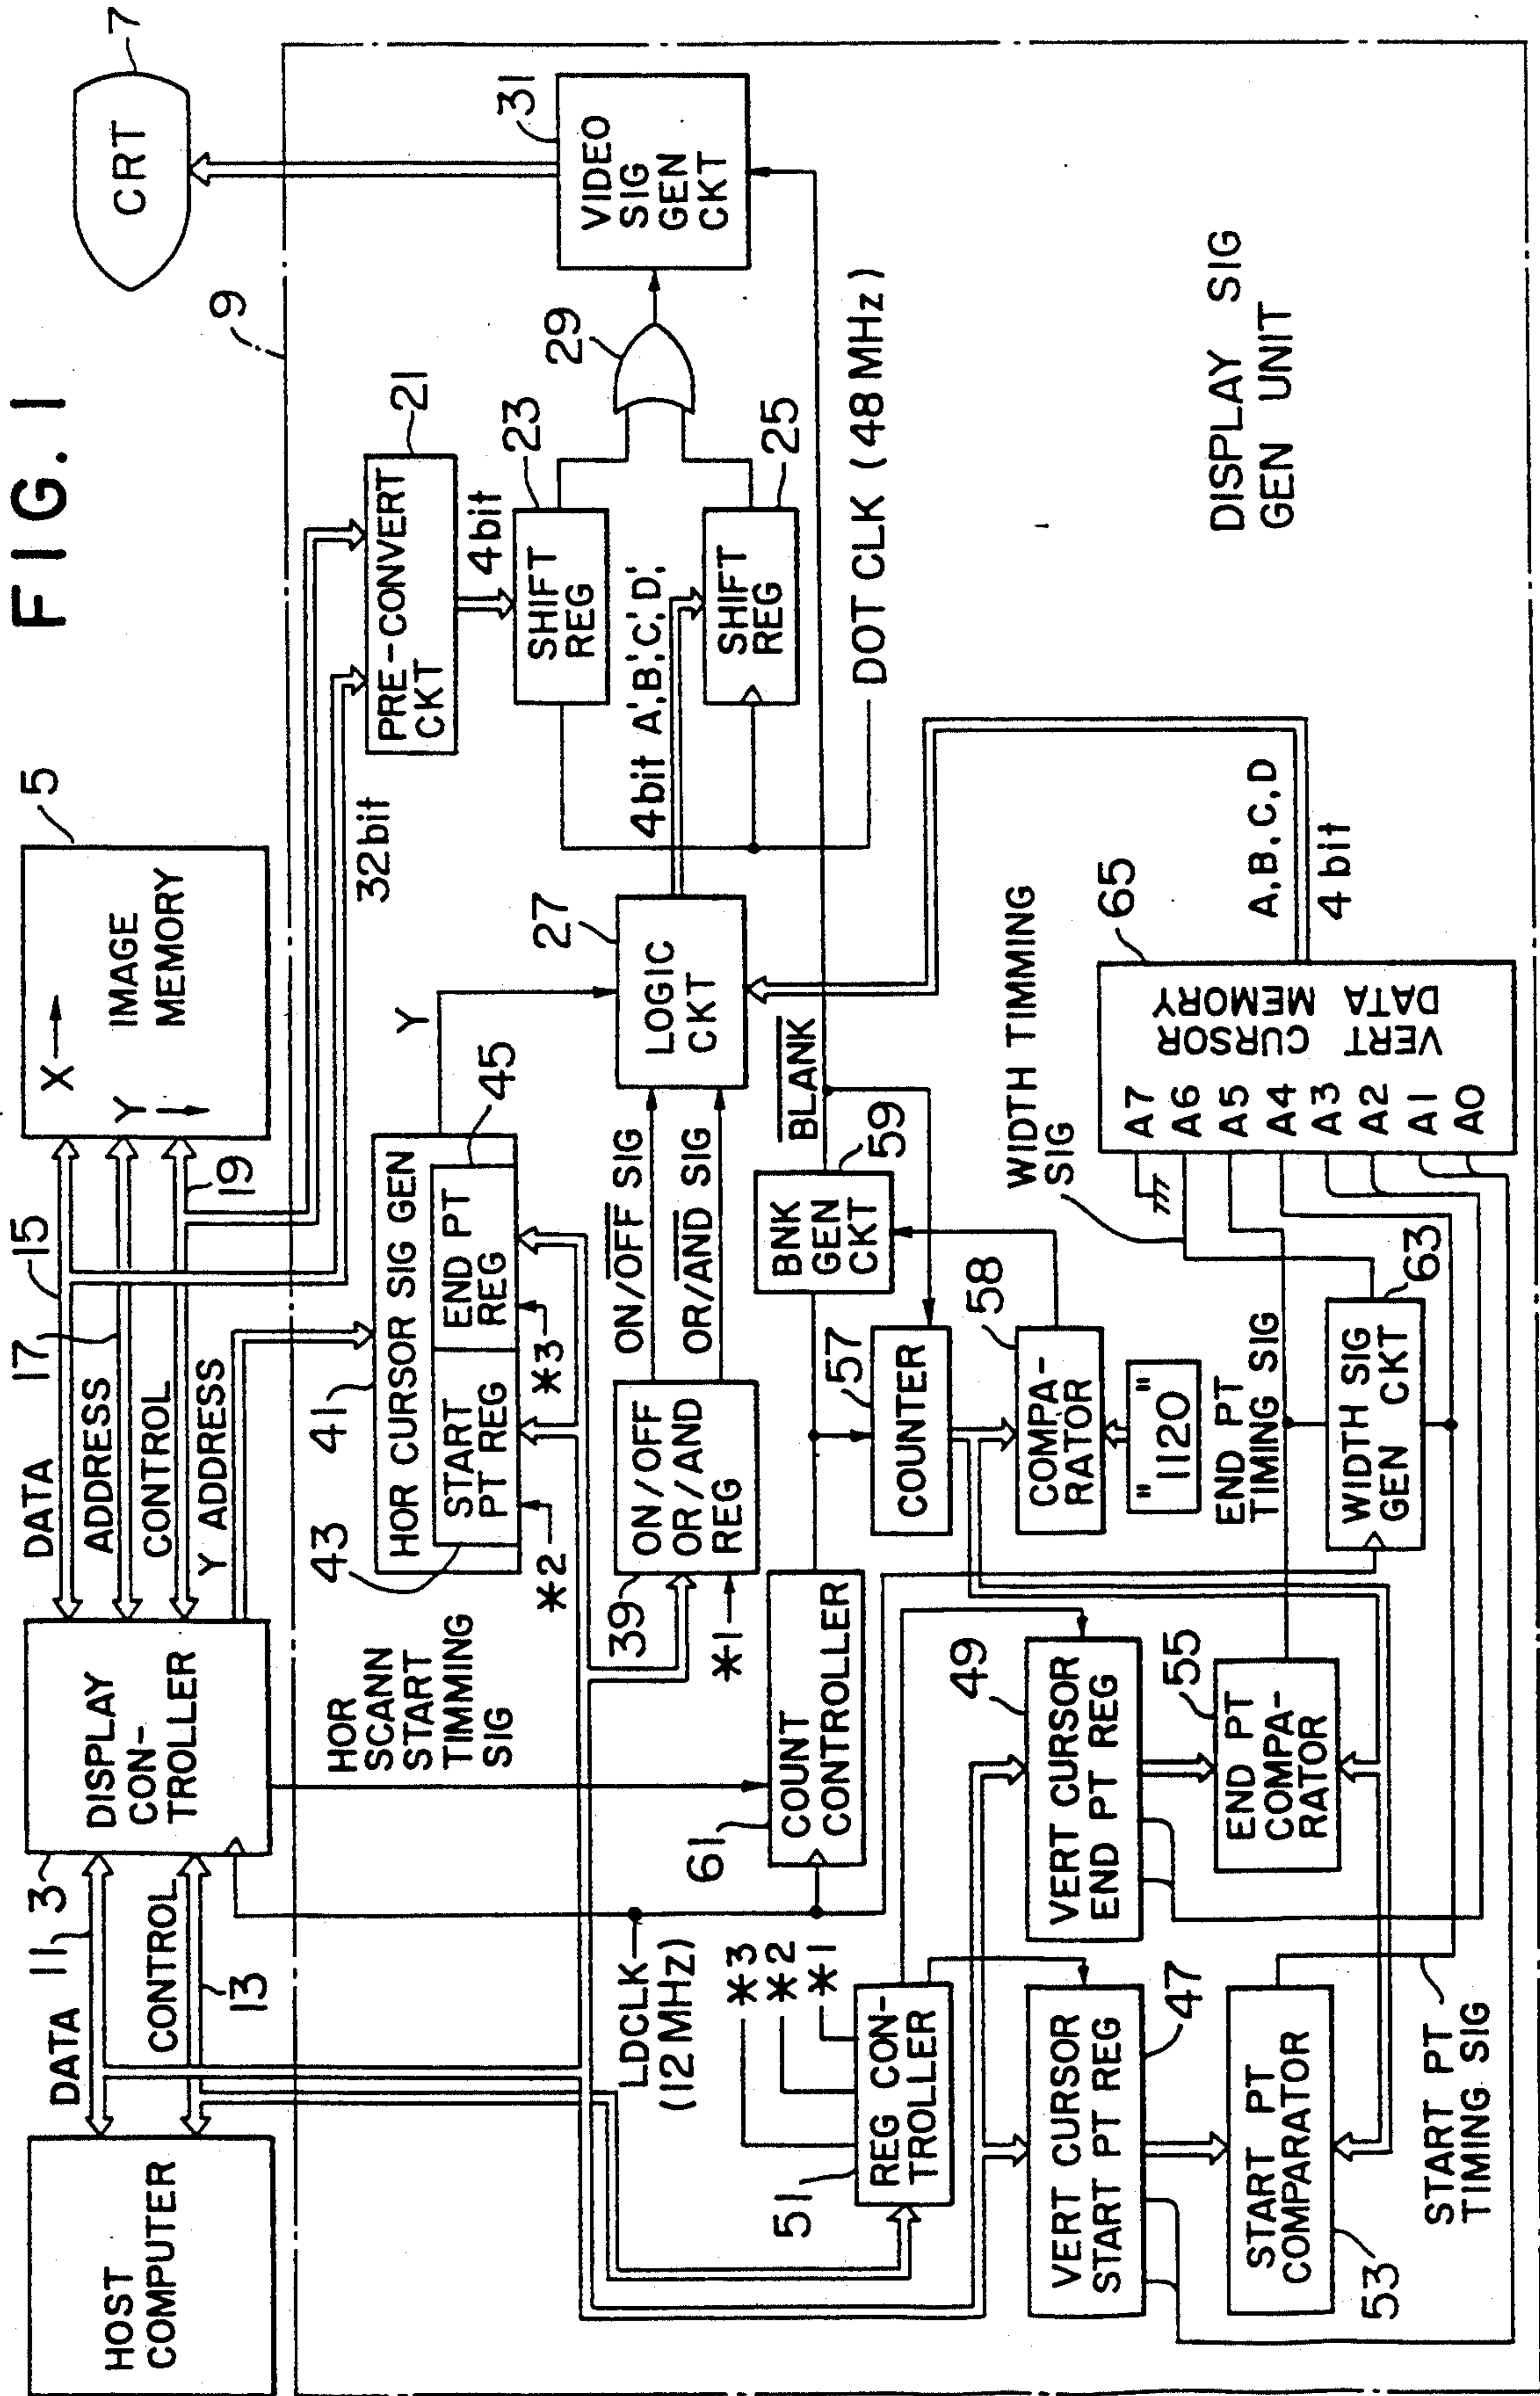 FIG. 1
HOST
COMPUTER
DATA
11
CONTROL
13
3
DISPLAY
CON-
TROLLER
DATA
17
15
ADDRESS
CONTROL
19
Y ADDRESS
X
Y
IMAGE
MEMORY
5
CRT
7
9
32bit
PRE-CONVERT
CKT
21
4bit
SHIFT
REG
23
4bit A',B',C',D',
SHIFT
REG
25
29
VIDEO
SIG
GEN
CKT
31
DOT CLK (48MHz)
HOR
SCANN
START
TIMMING
SIG
41
HOR CURSOR SIG GEN
43
START
PT REG
END PT
REG
45
*2
*3
Y
LOGIC
CKT
27
39
ON/OFF
OR/AND
REG
*1
ON/OFF SIG
OR/AND SIG
LDCLK
(12MHz)
61
COUNT
CONTROLLER
BNK
GEN
CKT
59
BLANK
57
COUNTER
58
COMPA-
RATOR
"1120"
*3
*2
*1
51
REG CON-
TROLLER
VERT CURSOR
START PT REG
47
49
VERT CURSOR
END PT REG
START PT
COMPARATOR
53
55
END PT
COMPA-
RATOR
START PT
TIMING SIG
END PT
TIMING SIG
WIDTH SIG
GEN CKT
63
WIDTH TIMMING
SIG
A7
A6
A5
A4
A3
A2
A1
A0
VERT CURSOR
DATA MEMORY
65
A,B,C,D
4bit
DISPLAY SIG
GEN UNIT